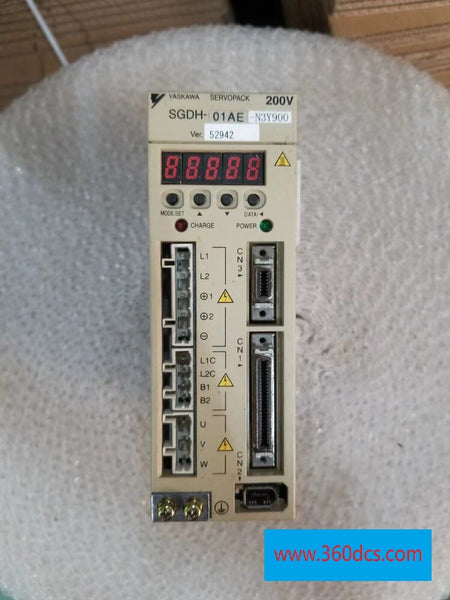 YASKAWA SERVOPACK 200V
SGDH- 01AE -N3Y900
Ver. 52942
88888
MODE/SET ▲ ▼ DATA/◄
CHARGE POWER
L1
L2
⊕1
⊕2
⊖
L1C
L2C
B1
B2
U
V
W
CN3
CN1
CN2
www.360dcs.com